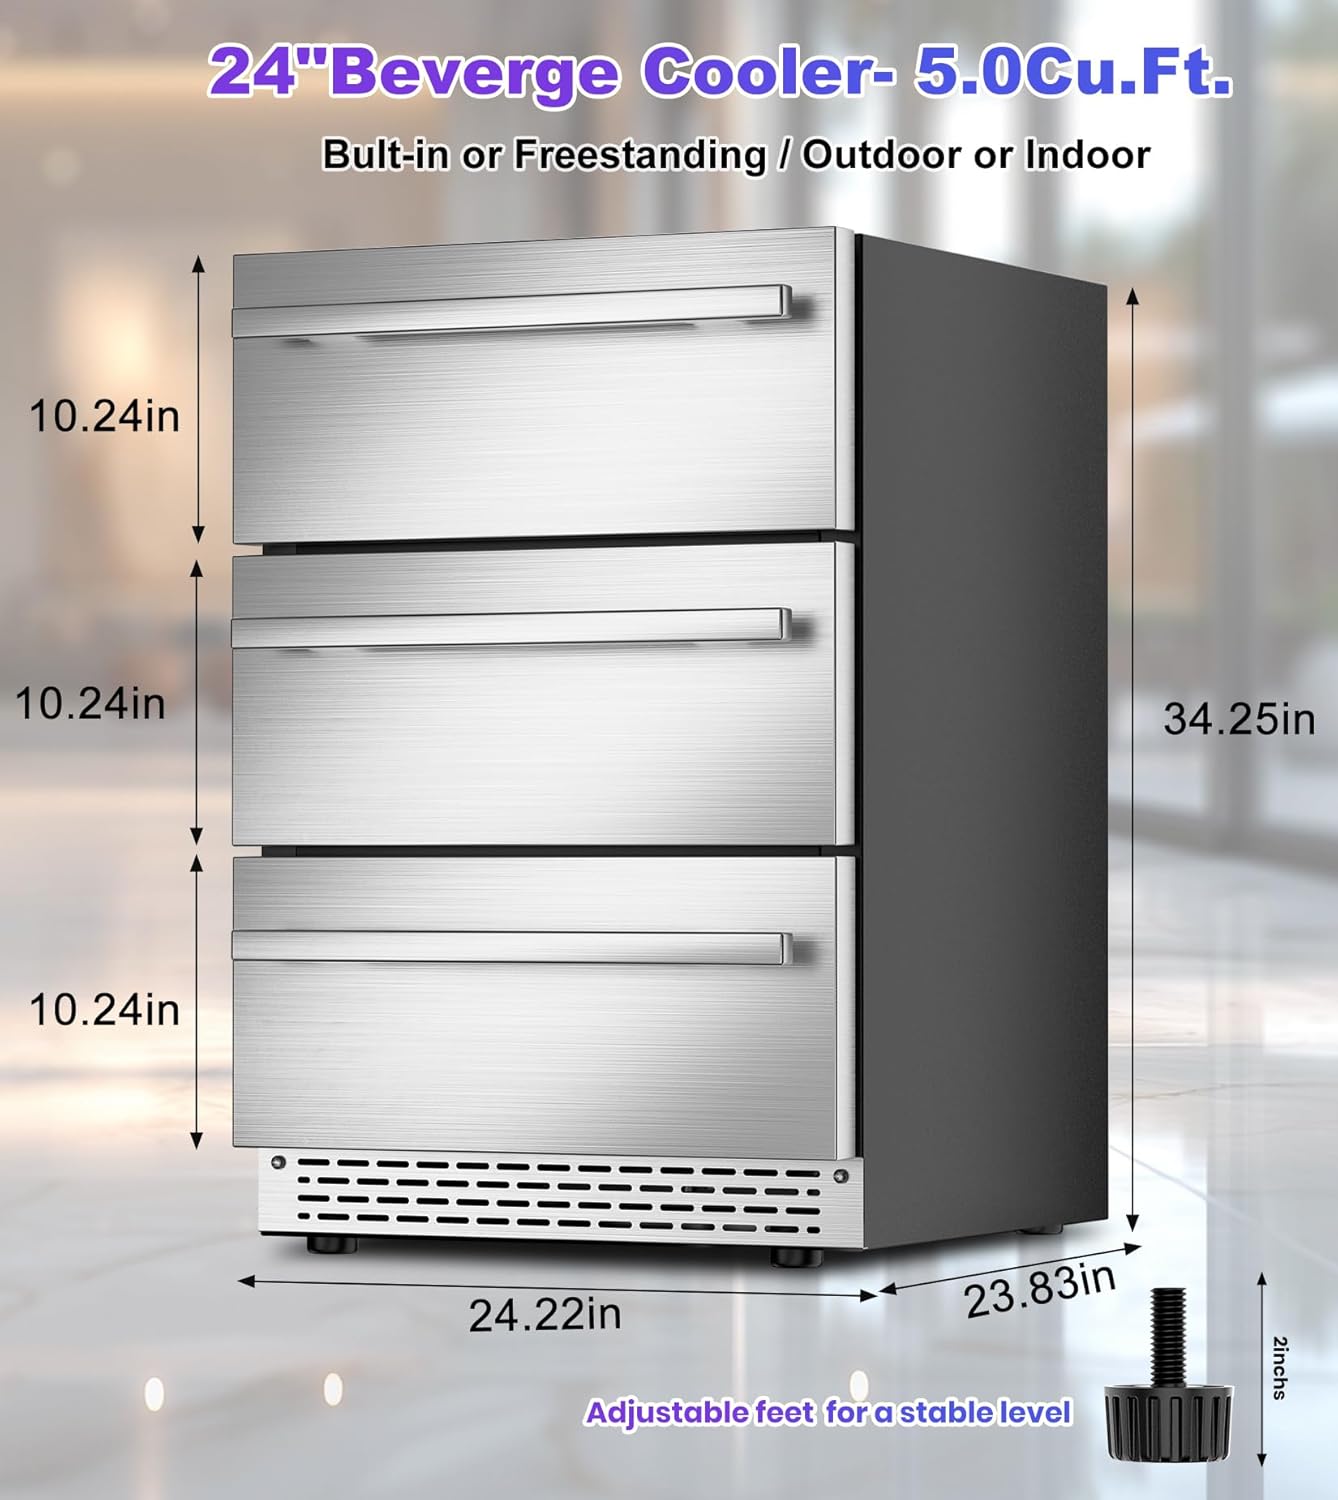 24"Beverge Cooler- 5.0Cu.Ft.
Bult-in or Freestanding / Outdoor or Indoor
10.24in
10.24in
34.25in
10.24in
24.22in
23.83in
2inchs
Adjustable feet for a stable level